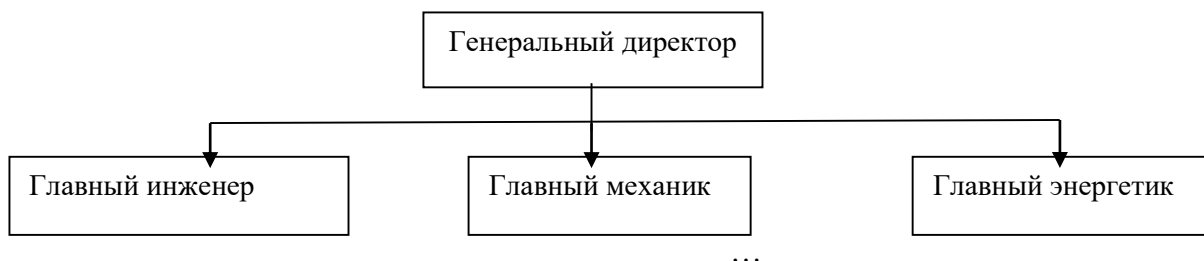 Генеральный директор
Главный инженер
Главный механик
Главный энергетик
...